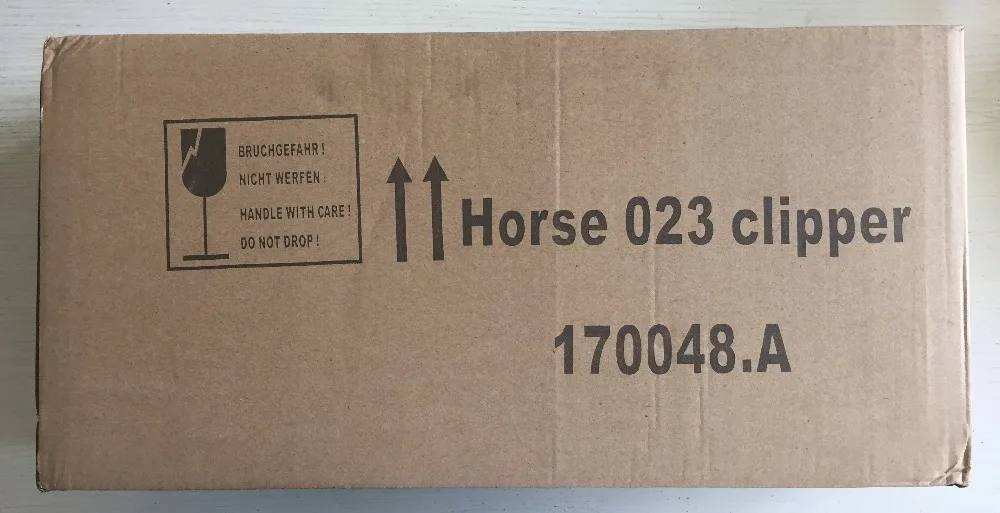 BRUCHGEFAHR!
NICHT WERFEN.
HANDLE WITH CARE!
DO NOT DROP!
Horse 023 clipper
170048.A